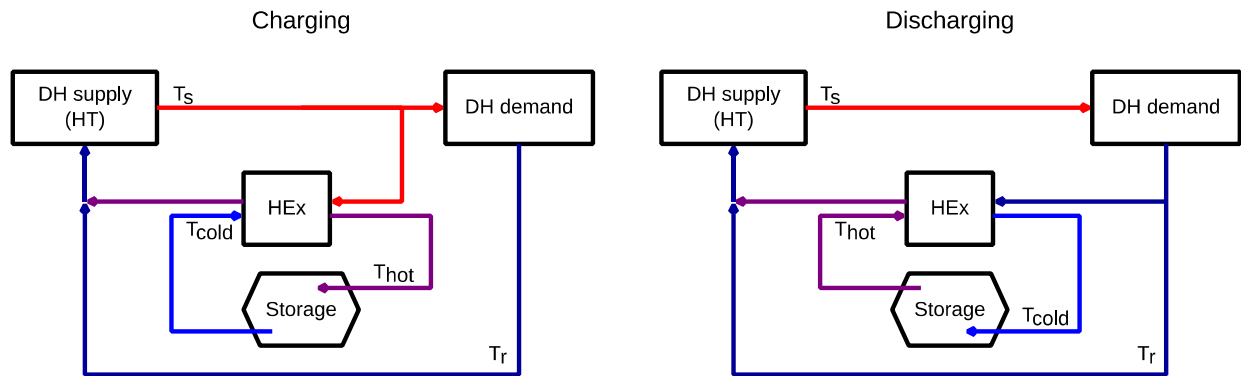 Charging
DH supply
(HT)
Ts
DH demand
HEx
Tcold
Thot
Storage
Tr
Discharging
DH supply
(HT)
Ts
DH demand
HEx
Thot
Storage
Tcold
Tr